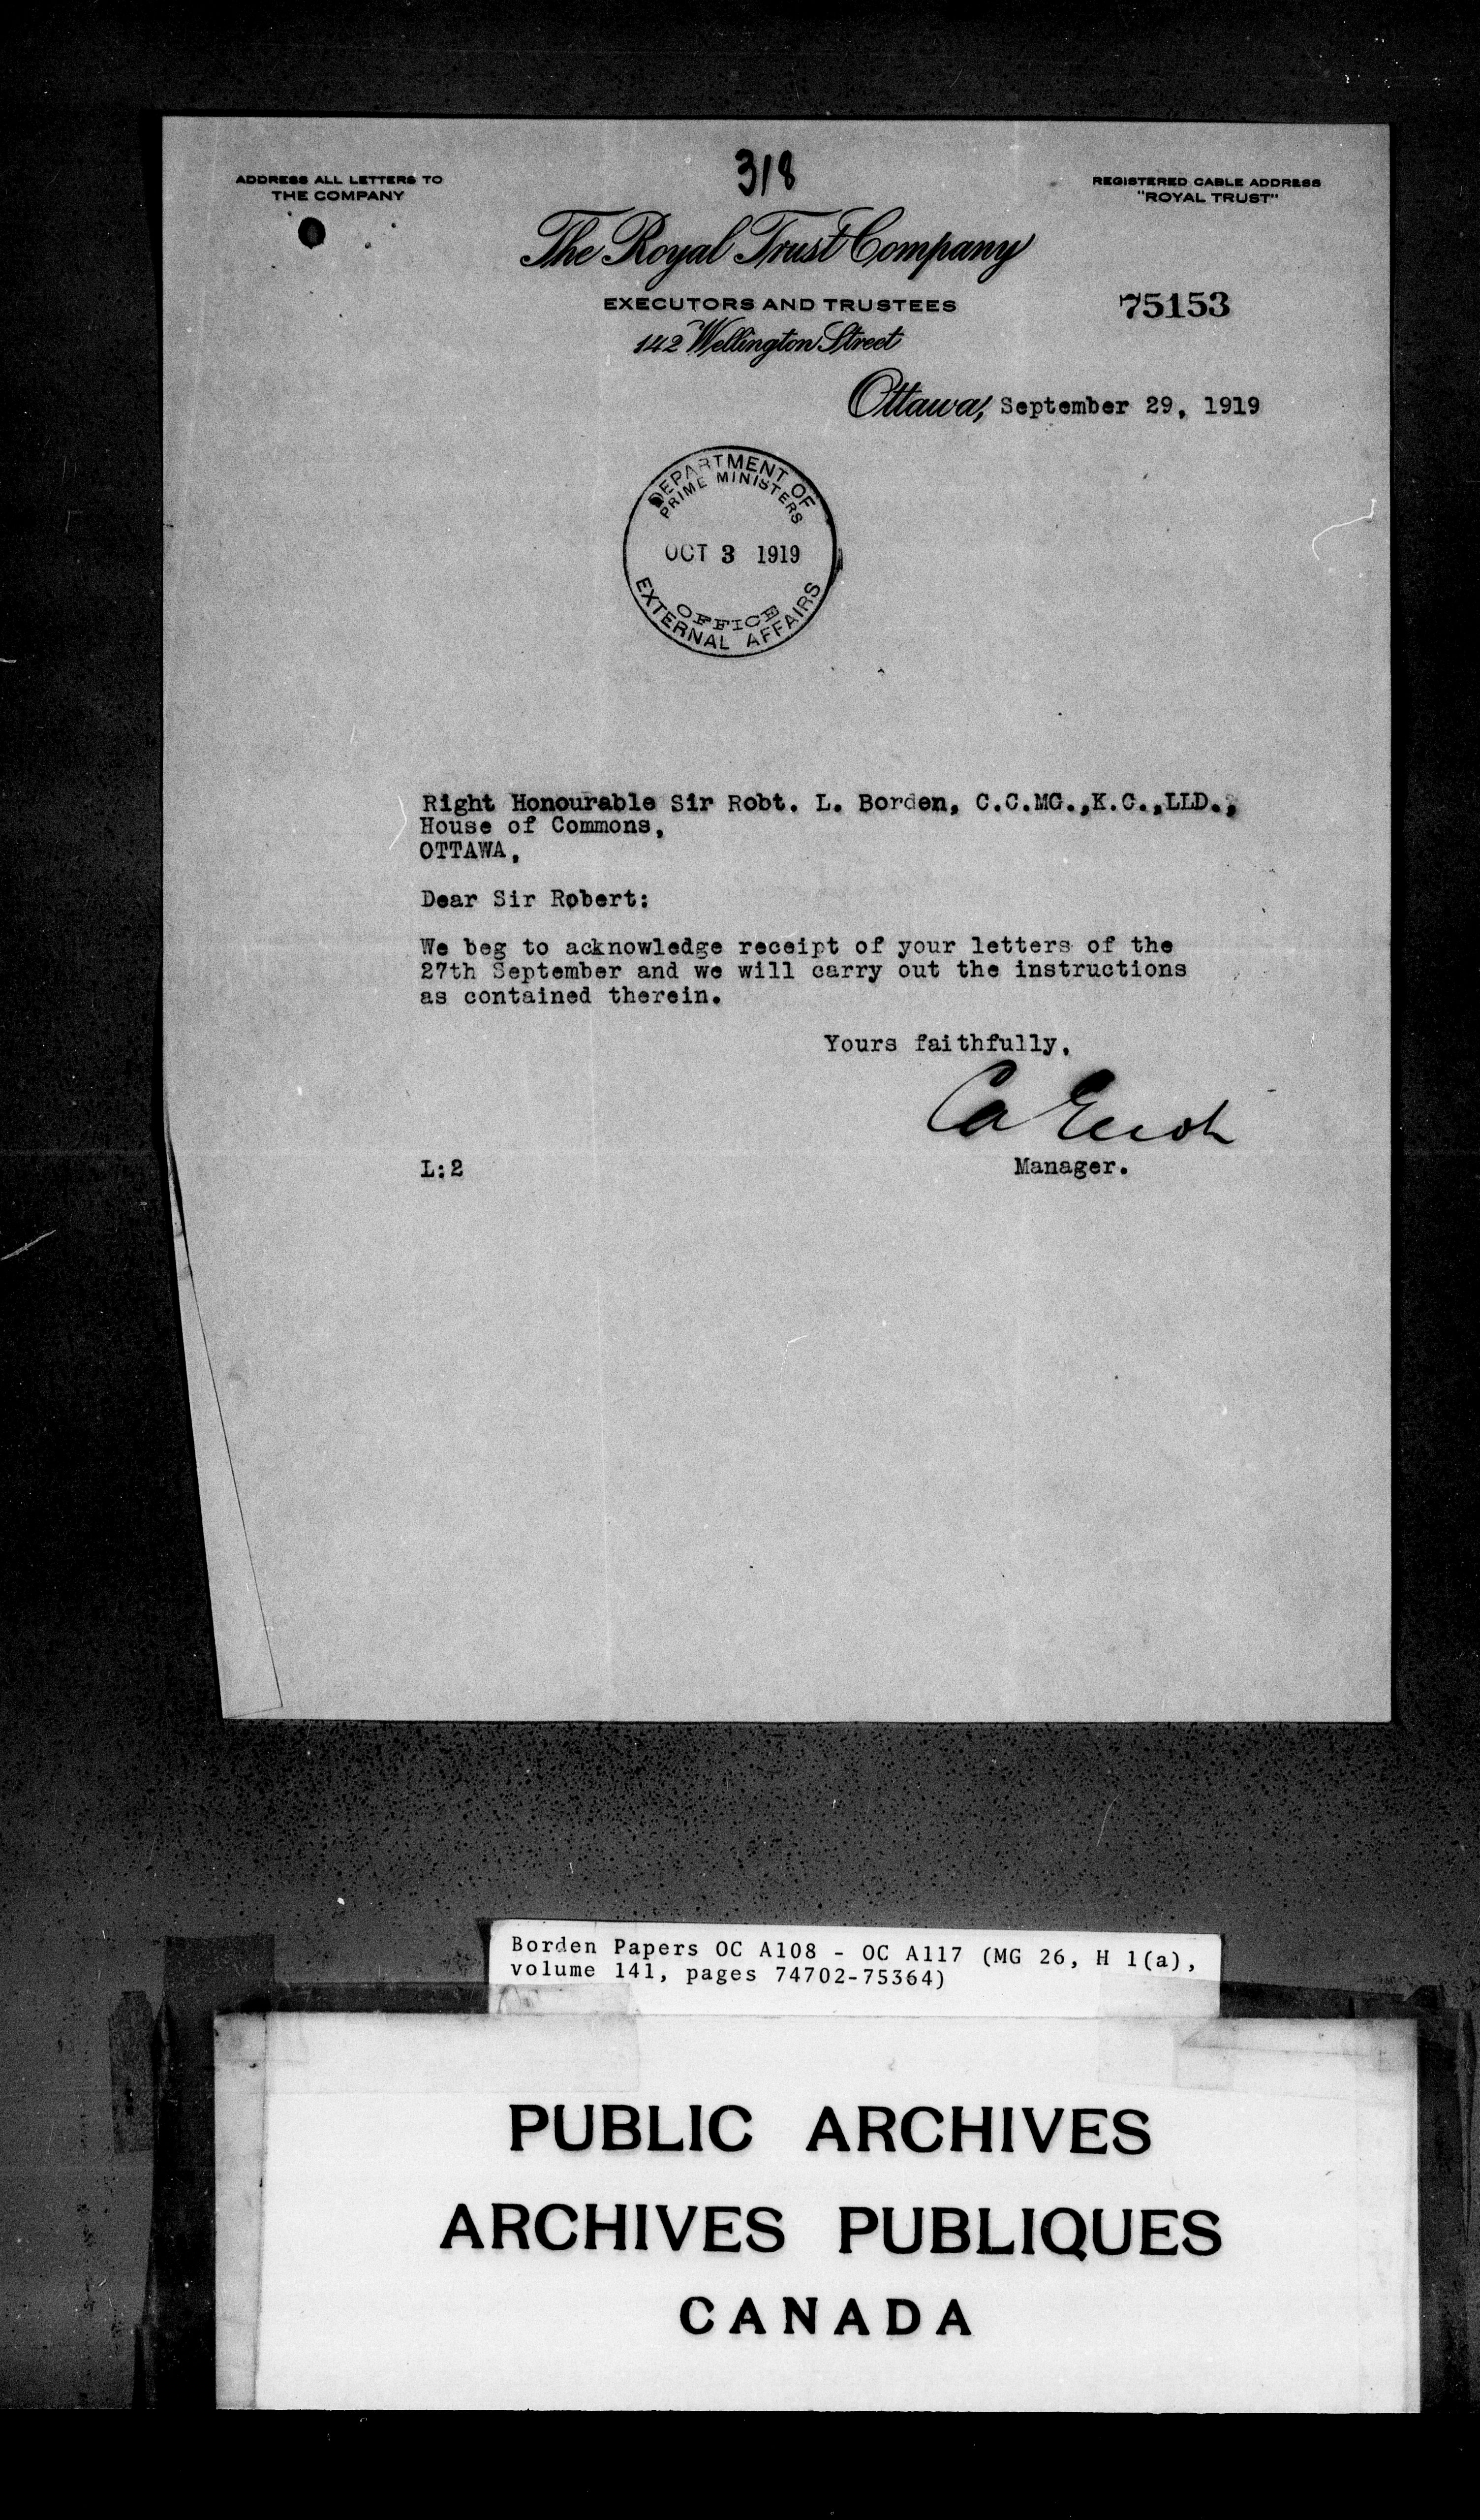 318
ADDRESS ALL LETTERS TO
THE COMPANY
REGISTERED CABLE ADDRESS
"ROYAL TRUST"
The Royal Trust Company
EXECUTORS AND TRUSTEES
75153
142 Wellington Street
Ottawa, September 29, 1919
DEPARTMENT OF
PRIME MINISTERS
OCT 3 1919
OFFICE
EXTERNAL AFFAIRS
Right Honourable Sir Robt. L. Borden, C.C.MG.,K.C.,LLD.,
House of Commons,
OTTAWA,
Dear Sir Robert:
We beg to acknowledge receipt of your letters of the
27th September and we will carry out the instructions
as contained therein.
Yours faithfully,
L:2
Manager.
Borden Papers OC A108 - OC A117 (MG 26, H 1(a),
volume 141, pages 74702-75364)
PUBLIC ARCHIVES
ARCHIVES PUBLIQUES
CANADA